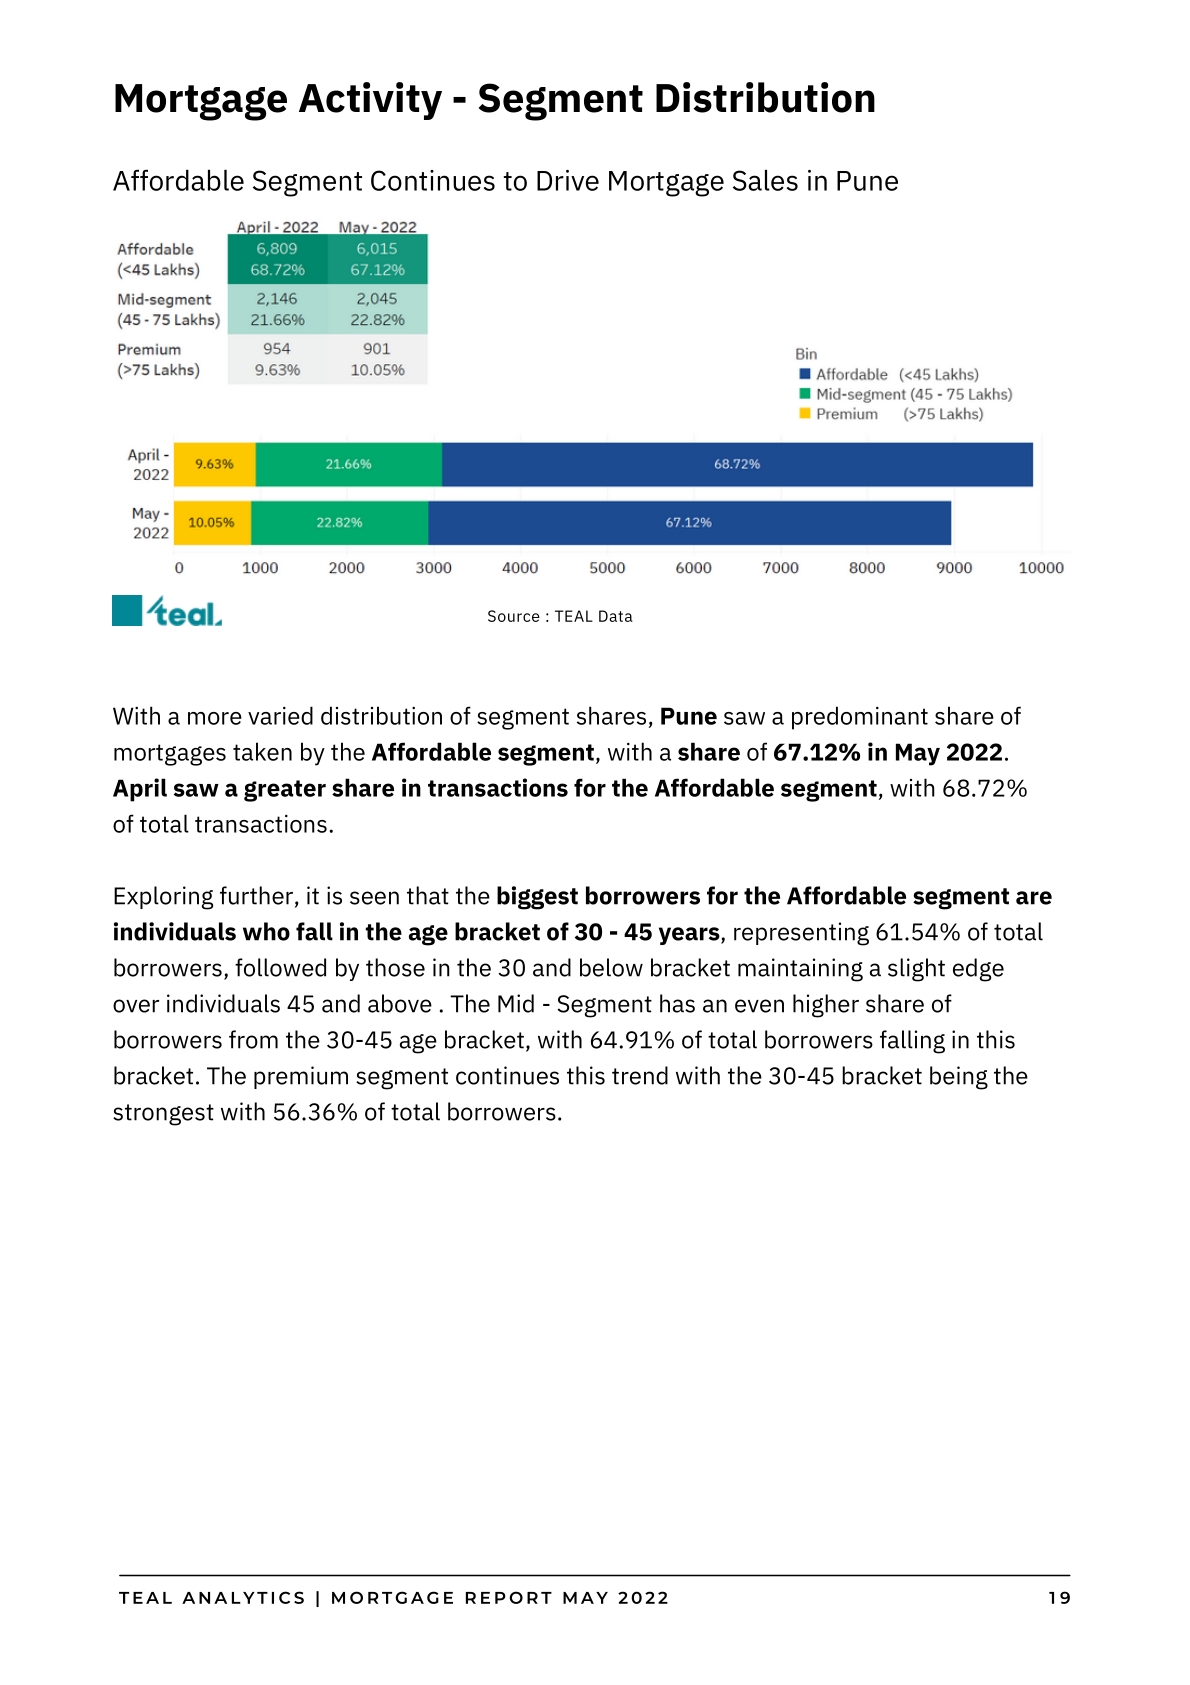 Mortgage Activity - Segment Distribution
Affordable Segment Continues to Drive Mortgage Sales in Pune
April - 2022 May - 2022
Affordable 6,809 6,015
(<45 Lakhs) 68.72% 67.12%
Mid-segment 2,146 2,045
(45 - 75 Lakhs) 21.66% 22.82%
Premium 954 901
(>75 Lakhs) 9.63% 10.05%
Bin
Affordable (<45 Lakhs)
Mid-segment (45 - 75 Lakhs)
Premium (>75 Lakhs)
April -
2022
9.63% 21.66% 68.72%
May -
2022
10.05% 22.82% 67.12%
0 1000 2000 3000 4000 5000 6000 7000 8000 9000 10000
teal.
Source : TEAL Data
With a more varied distribution of segment shares, Pune saw a predominant share of
mortgages taken by the Affordable segment, with a share of 67.12% in May 2022.
April saw a greater share in transactions for the Affordable segment, with 68.72%
of total transactions.
Exploring further, it is seen that the biggest borrowers for the Affordable segment are
individuals who fall in the age bracket of 30 - 45 years, representing 61.54% of total
borrowers, followed by those in the 30 and below bracket maintaining a slight edge
over individuals 45 and above . The Mid - Segment has an even higher share of
borrowers from the 30-45 age bracket, with 64.91% of total borrowers falling in this
bracket. The premium segment continues this trend with the 30-45 bracket being the
strongest with 56.36% of total borrowers.
TEAL ANALYTICS | MORTGAGE REPORT MAY 2022 19